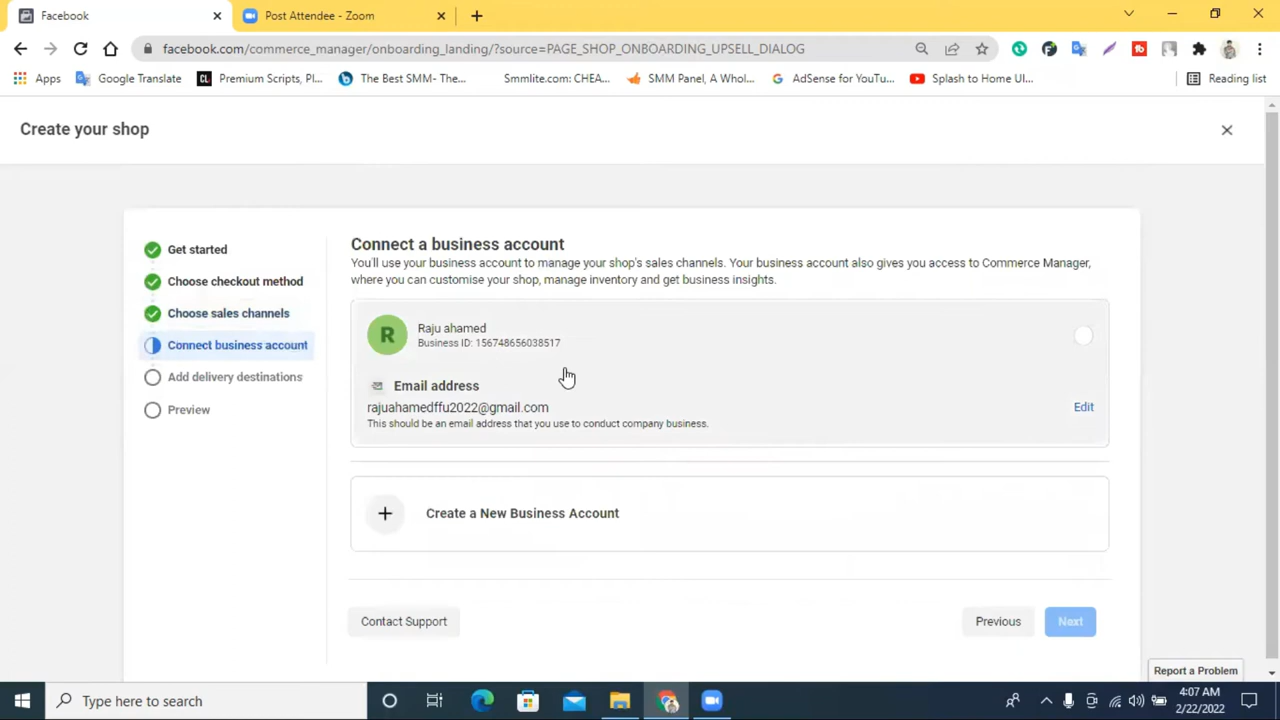 Facebook
Post Attendee - Zoom
facebook.com/commerce_manager/onboarding_landing/?source=PAGE_SHOP_ONBOARDING_UPSELL_DIALOG
Apps
Google Translate
CL
Premium Scripts, Pl...
The Best SMM- The...
Smmlite.com: CHEA...
SMM Panel, A Whol...
AdSense for YouTu...
Splash to Home UI...
Reading list
Create your shop
Get started
Choose checkout method
Choose sales channels
Connect business account
Add delivery destinations
Preview
Connect a business account
You'll use your business account to manage your shop's sales channels. Your business account also gives you access to Commerce Manager,
where you can customise your shop, manage inventory and get business insights.
R
Raju ahamed
Business ID: 156748656038517
Email address
rajuahamedffu2022@gmail.com
Edit
This should be an email address that you use to conduct company business.
Create a New Business Account
Contact Support
Previous
Next
Report a Problem
Type here to search
4:07 AM
2/22/2022